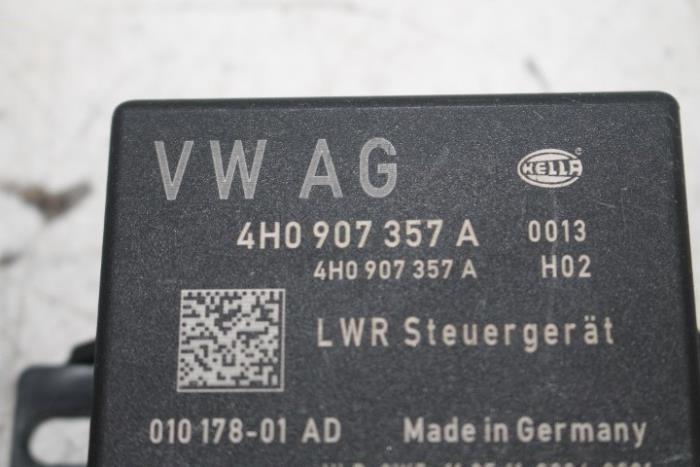 VW AG HELLA
4H0 907 357 A 0013
4H0 907 357 A H02
LWR Steuergerät
010 178-01 AD Made in Germany